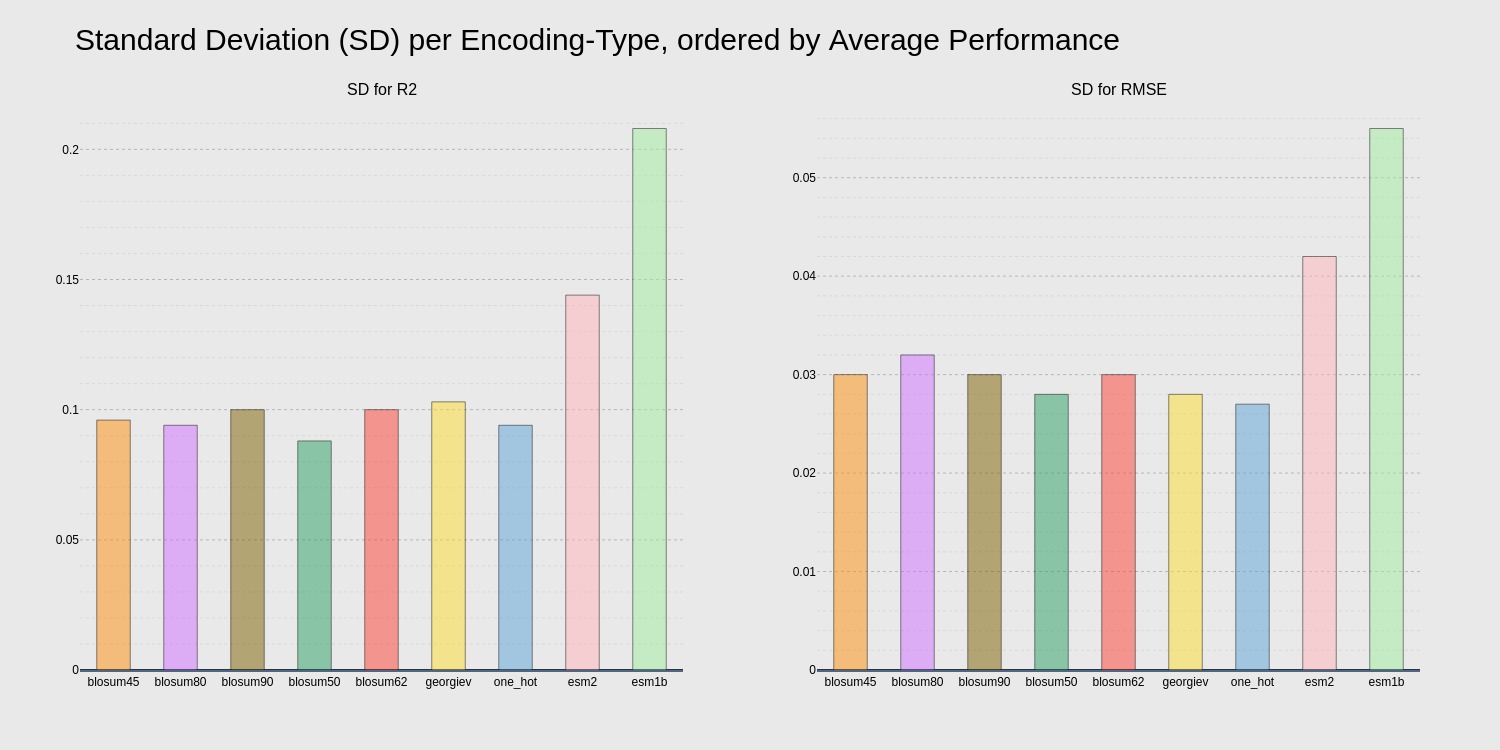 Standard Deviation (SD) per Encoding-Type, ordered by Average Performance
SD for R2
0.2
0.15
0.1
0.05
0
blosum45 blosum80 blosum90 blosum50 blosum62 georgiev one_hot esm2 esm1b
SD for RMSE
0.05
0.04
0.03
0.02
0.01
0
blosum45 blosum80 blosum90 blosum50 blosum62 georgiev one_hot esm2 esm1b